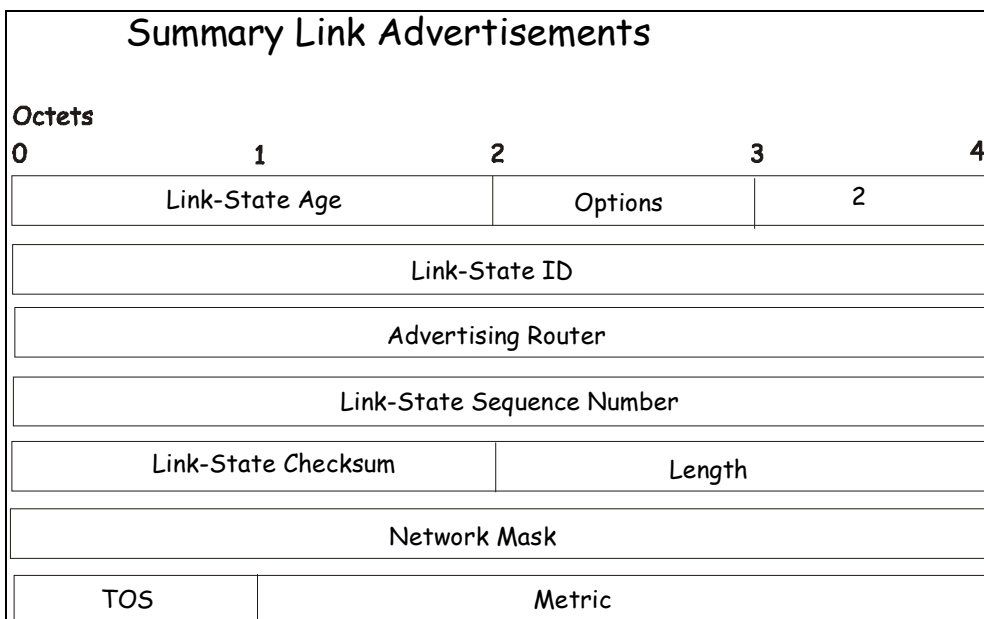 Summary Link Advertisements
Octets
0 1 2 3 4
Link-State Age Options 2
Link-State ID
Advertising Router
Link-State Sequence Number
Link-State Checksum Length
Network Mask
TOS Metric